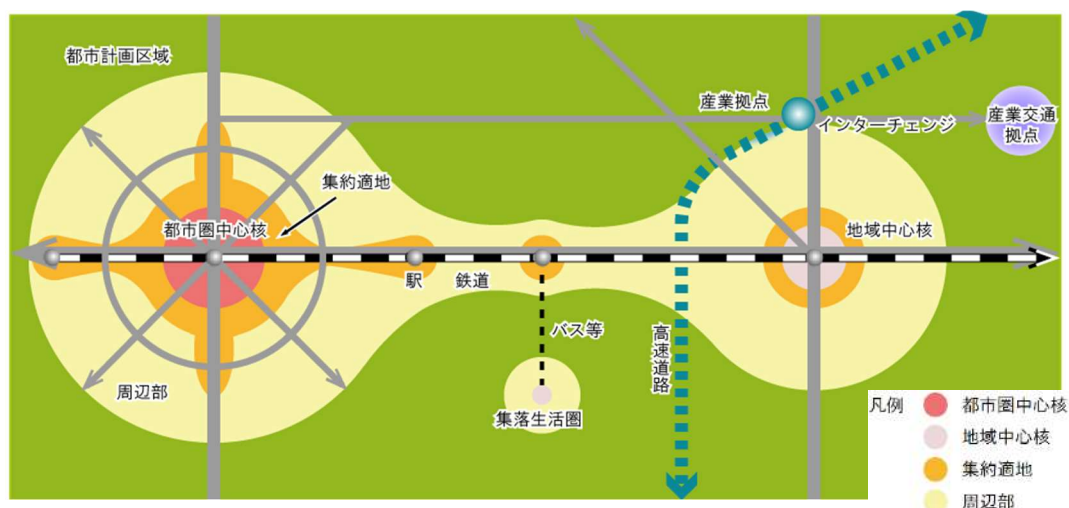 都市計画区域
産業拠点
インターチェンジ
産業交通
拠点
集約適地
都市圏中心核
地域中心核
駅
鉄道
バス等
高速道路
周辺部
集落生活圏
凡例
都市圏中心核
地域中心核
集約適地
周辺部